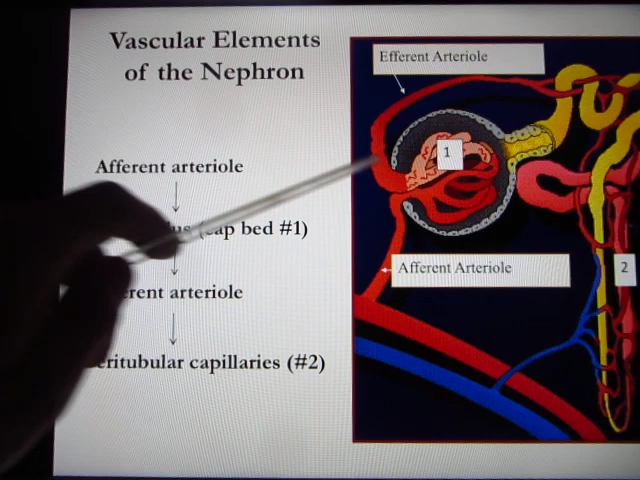 Vascular Elements
of the Nephron
Efferent Arteriole
1
Afferent arteriole
(cap bed #1)
Afferent Arteriole
2
arteriole
capillaries (#2)